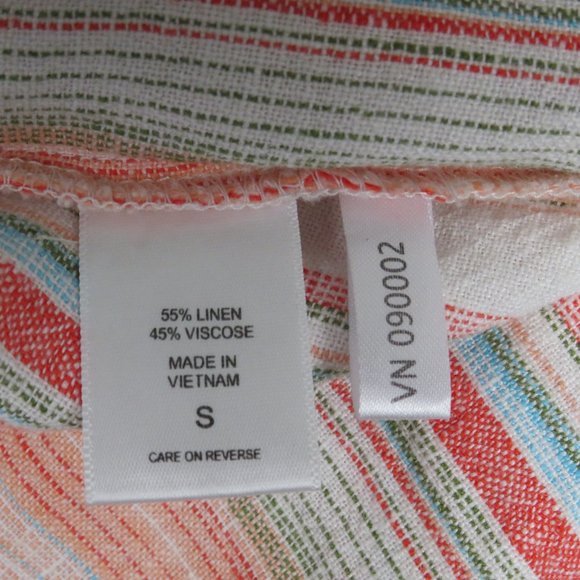 55% LINEN
45% VISCOSE
MADE IN
VIETNAM
S
CARE ON REVERSE
VN 090002